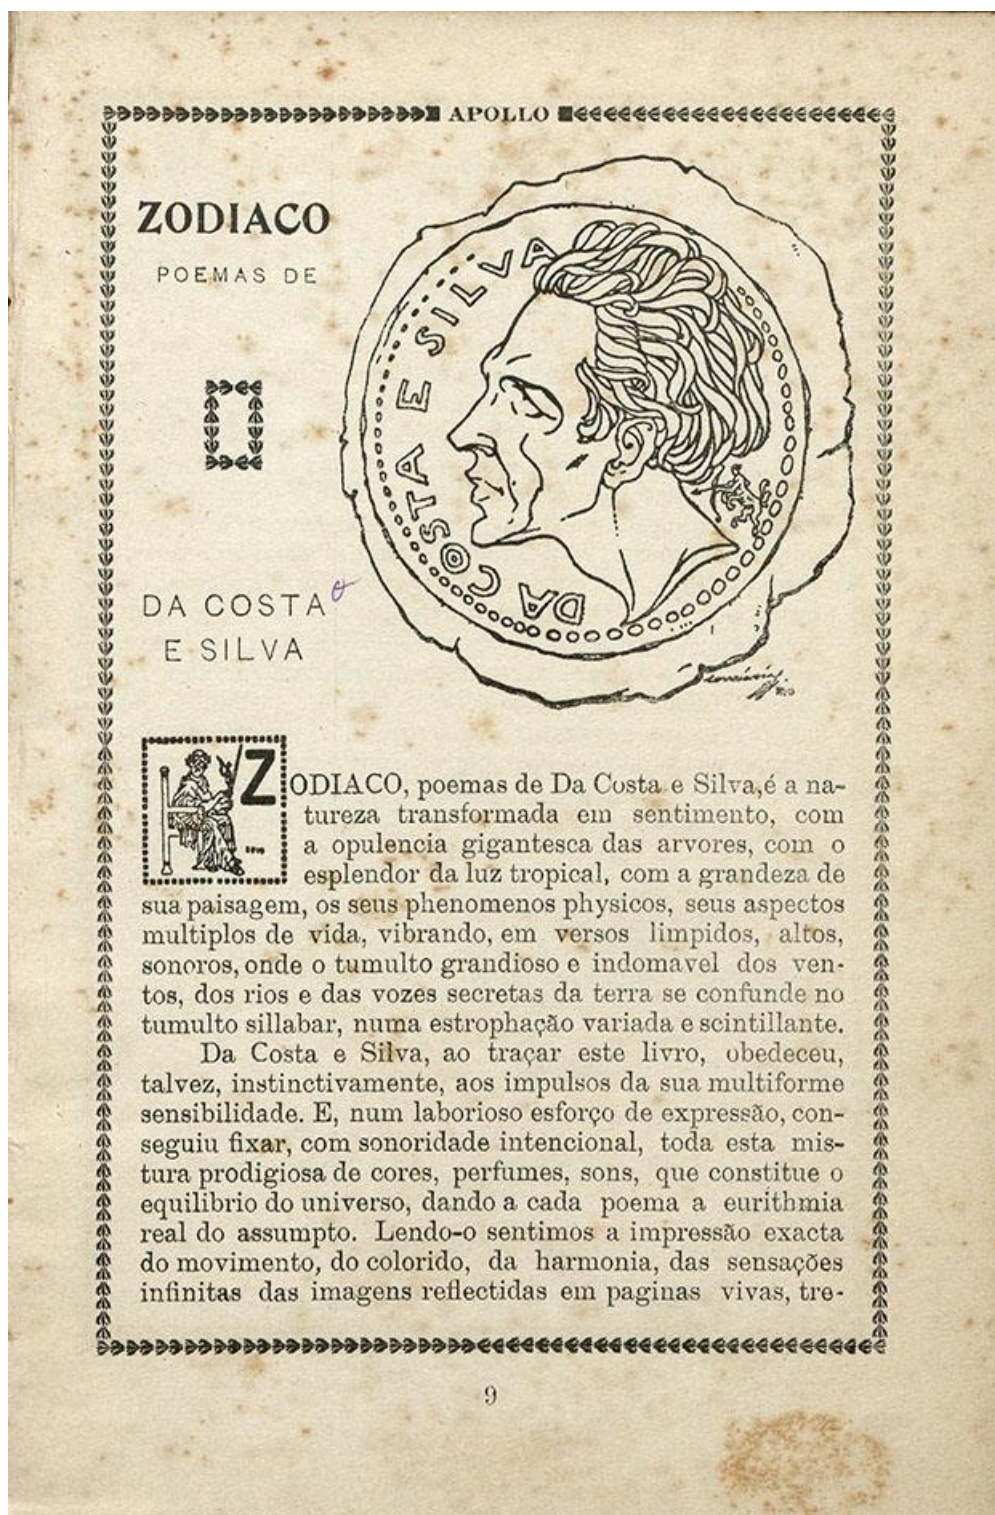 APOLLO
ZODIACO
POEMAS DE
DA COSTA E SILVA
DA COSTA
E SILVA
ZODIACO, poemas de Da Costa e Silva,é a na-
tureza transformada em sentimento, com
a opulencia gigantesca das arvores, com o
esplendor da luz tropical, com a grandeza de
sua paisagem, os seus phenomenos physicos, seus aspectos
multiplos de vida, vibrando, em versos limpidos, altos,
sonoros, onde o tumulto grandioso e indomavel dos ven-
tos, dos rios e das vozes secretas da terra se confunde no
tumulto sillabar, numa estrophação variada e scintillante.
Da Costa e Silva, ao traçar este livro, obedeceu,
talvez, instinctivamente, aos impulsos da sua multiforme
sensibilidade. E, num laborioso esforço de expressão, con-
seguiu fixar, com sonoridade intencional, toda esta mis-
tura prodigiosa de cores, perfumes, sons, que constitue o
equilibrio do universo, dando a cada poema a eurithmia
real do assumpto. Lendo-o sentimos a impressão exacta
do movimento, do colorido, da harmonia, das sensações
infinitas das imagens reflectidas em paginas vivas, tre-
9